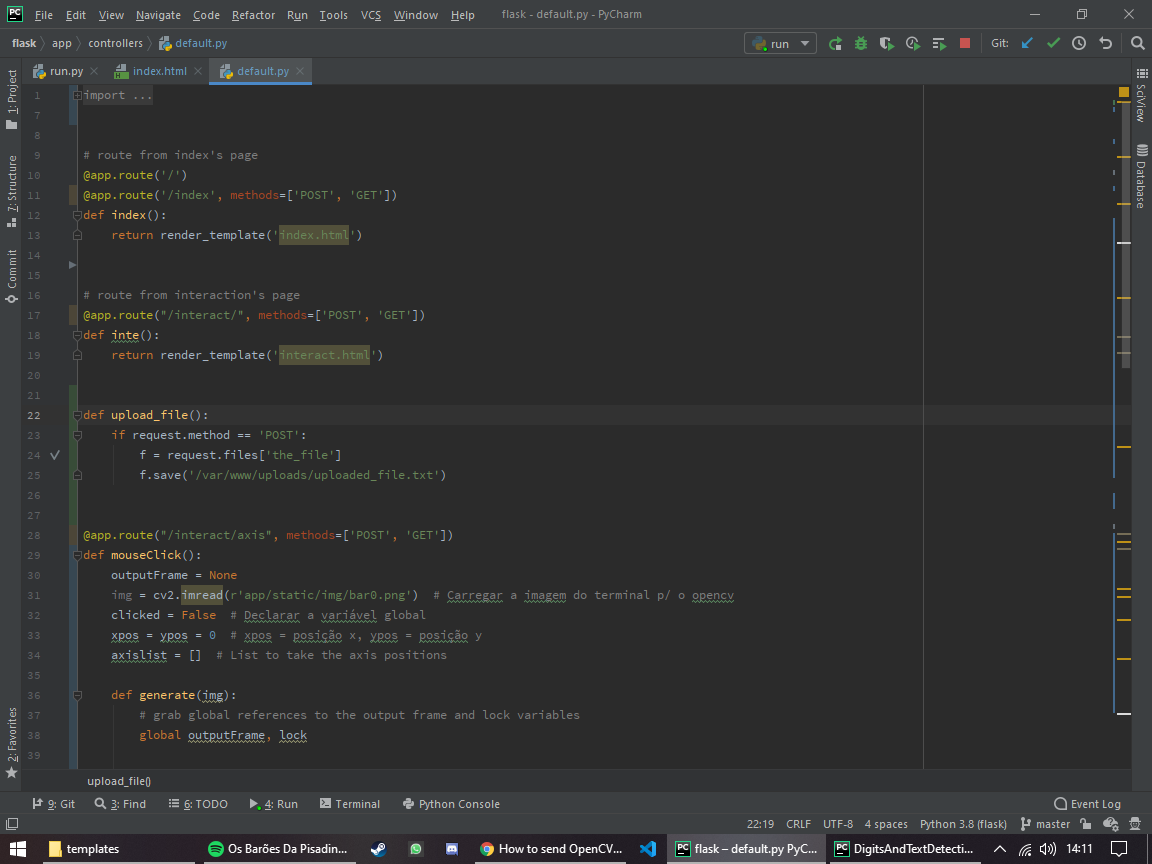 PC File Edit View Navigate Code Refactor Run Tools VCS Window Help flask - default.py - PyCharm
flask app controllers default.py run Git:
run.py index.html default.py
1: Project
7: Structure
Commit
2: Favorites
SciView
Database
1 import ...
7
8
9 # route from index's page
10 @app.route('/')
11 @app.route('/index', methods=['POST', 'GET'])
12 def index():
13 return render_template('index.html')
14
15
16 # route from interaction's page
17 @app.route("/interact/", methods=['POST', 'GET'])
18 def inte():
19 return render_template('interact.html')
20
21
22 def upload_file():
23 if request.method == 'POST':
24 f = request.files['the_file']
25 f.save('/var/www/uploads/uploaded_file.txt')
26
27
28 @app.route("/interact/axis", methods=['POST', 'GET'])
29 def mouseClick():
30 outputFrame = None
31 img = cv2.imread(r'app/static/img/bar0.png') # Carregar a imagem do terminal p/ o opencv
32 clicked = False # Declarar a variável global
33 xpos = ypos = 0 # xpos = posição x, ypos = posição y
34 axislist = [] # List to take the axis positions
35
36 def generate(img):
37 # grab global references to the output frame and lock variables
38 global outputFrame, lock
39
upload_file()
9: Git 3: Find 6: TODO 4: Run Terminal Python Console Event Log
22:19 CRLF UTF-8 4 spaces Python 3.8 (flask) master
templates Os Barões Da Pisadin... How to send OpenCV... PC flask – default.py PyC... PC DigitsAndTextDetecti... 14:11